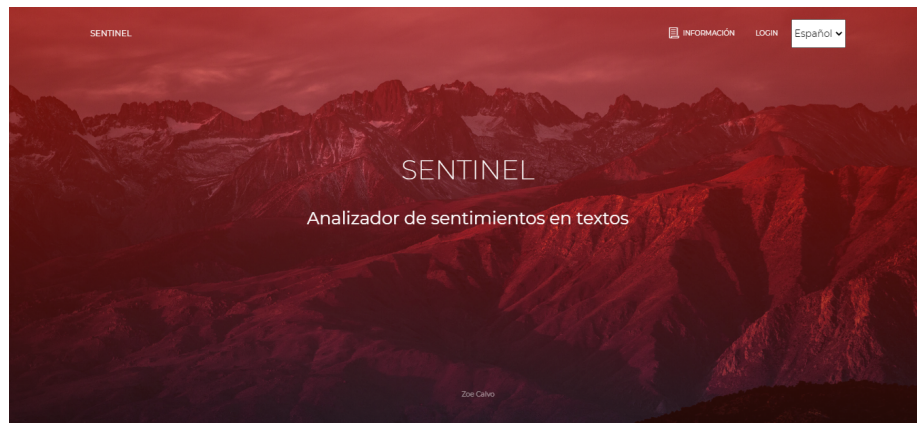 SENTINEL
INFORMACIÓN
LOGIN
Español
SENTINEL
Analizador de sentimientos en textos
Zoe Calvo